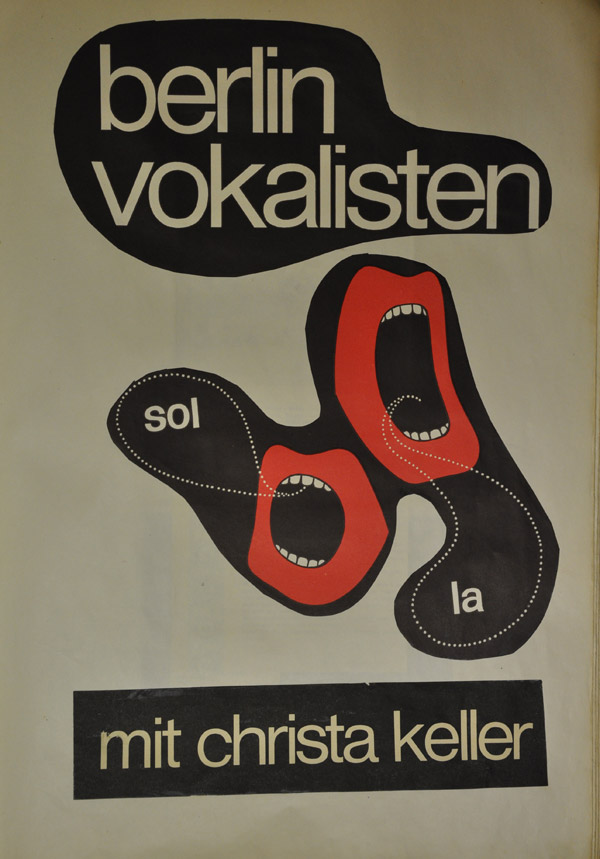 berlin
vokalisten
sol
la
mit christa keller